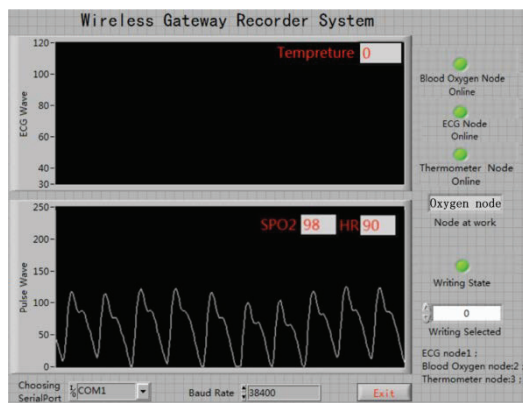 Wireless Gateway Recorder System
120
100
80
60
40
30
ECG Wave
Tempreture 0
250
200
150
100
50
0
Pulse Wave
SPO2 98 HR 90
Blood Oxygen Node
Online
ECG Node
Online
Thermometer Node
Online
Oxygen node
Node at work
Writing State
0
Writing Selected
ECG node1 ;
Blood Oxygen node:2 ;
Thermometer node:3 ;
Choosing
SerialPort
COM1
Baud Rate 38400
Exit